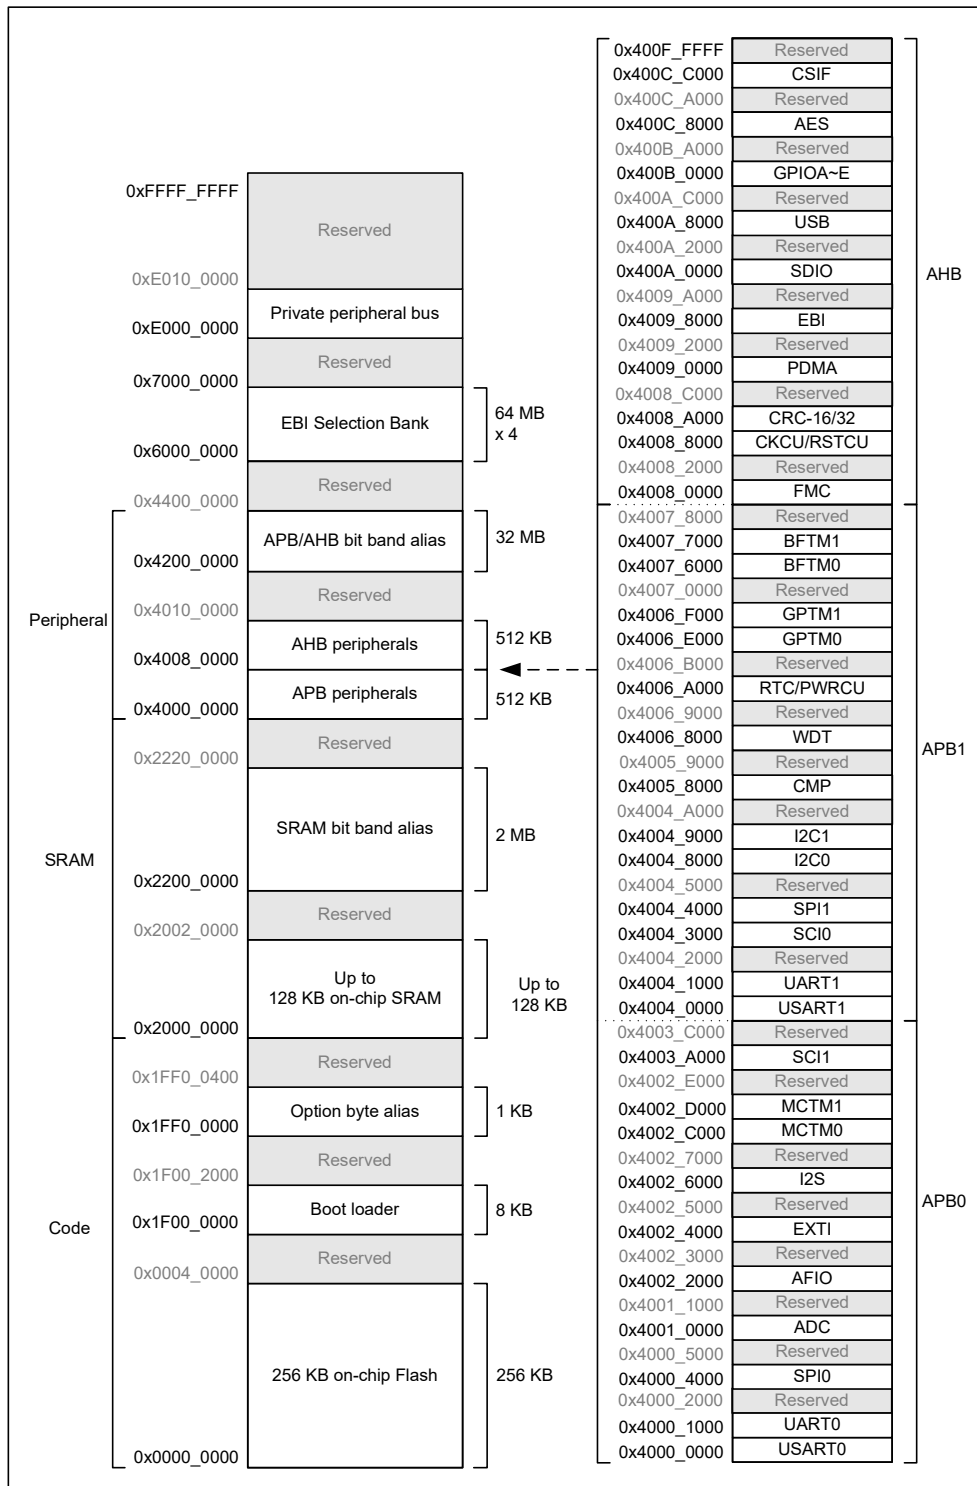 0xFFFF_FFFF
Reserved
0xE010_0000
Private peripheral bus
0xE000_0000
Reserved
0x7000_0000
EBI Selection Bank
64 MB
x 4
0x6000_0000
Reserved
0x4400_0000
APB/AHB bit band alias
32 MB
0x4200_0000
Reserved
0x4010_0000
Peripheral
AHB peripherals
512 KB
0x4008_0000
APB peripherals
512 KB
0x4000_0000
Reserved
0x2220_0000
SRAM bit band alias
2 MB
SRAM
0x2200_0000
Reserved
0x2002_0000
Up to
128 KB on-chip SRAM
Up to
128 KB
0x2000_0000
Reserved
0x1FF0_0400
Option byte alias
1 KB
0x1FF0_0000
Reserved
0x1F00_2000
Boot loader
8 KB
0x1F00_0000
Code
Reserved
0x0004_0000
256 KB on-chip Flash
256 KB
0x0000_0000
0x400F_FFFF Reserved
0x400C_C000 CSIF
0x400C_A000 Reserved
0x400C_8000 AES
0x400B_A000 Reserved
0x400B_0000 GPIOA~E
0x400A_C000 Reserved
0x400A_8000 USB
0x400A_2000 Reserved
0x400A_0000 SDIO
AHB
0x4009_A000 Reserved
0x4009_8000 EBI
0x4009_2000 Reserved
0x4009_0000 PDMA
0x4008_C000 Reserved
0x4008_A000 CRC-16/32
0x4008_8000 CKCU/RSTCU
0x4008_2000 Reserved
0x4008_0000 FMC
0x4007_8000 Reserved
0x4007_7000 BFTM1
0x4007_6000 BFTM0
0x4007_0000 Reserved
0x4006_F000 GPTM1
0x4006_E000 GPTM0
0x4006_B000 Reserved
0x4006_A000 RTC/PWRCU
0x4006_9000 Reserved
0x4006_8000 WDT
APB1
0x4005_9000 Reserved
0x4005_8000 CMP
0x4004_A000 Reserved
0x4004_9000 I2C1
0x4004_8000 I2C0
0x4004_5000 Reserved
0x4004_4000 SPI1
0x4004_3000 SCI0
0x4004_2000 Reserved
0x4004_1000 UART1
0x4004_0000 USART1
0x4003_C000 Reserved
0x4003_A000 SCI1
0x4002_E000 Reserved
0x4002_D000 MCTM1
0x4002_C000 MCTM0
0x4002_7000 Reserved
0x4002_6000 I2S
APB0
0x4002_5000 Reserved
0x4002_4000 EXTI
0x4002_3000 Reserved
0x4002_2000 AFIO
0x4001_1000 Reserved
0x4001_0000 ADC
0x4000_5000 Reserved
0x4000_4000 SPI0
0x4000_2000 Reserved
0x4000_1000 UART0
0x4000_0000 USART0